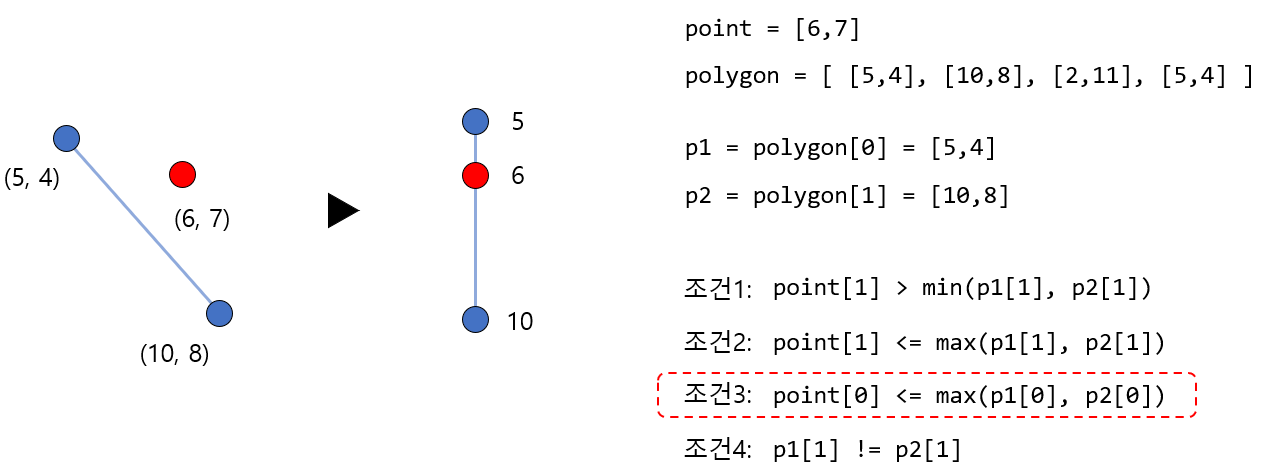 (5, 4)
(6, 7)
(10, 8)
5
6
10
point = [6,7]
polygon = [ [5,4], [10,8], [2,11], [5,4] ]
p1 = polygon[0] = [5,4]
p2 = polygon[1] = [10,8]
조건1: point[1] > min(p1[1], p2[1])
조건2: point[1] <= max(p1[1], p2[1])
조건3: point[0] <= max(p1[0], p2[0])
조건4: p1[1] != p2[1]